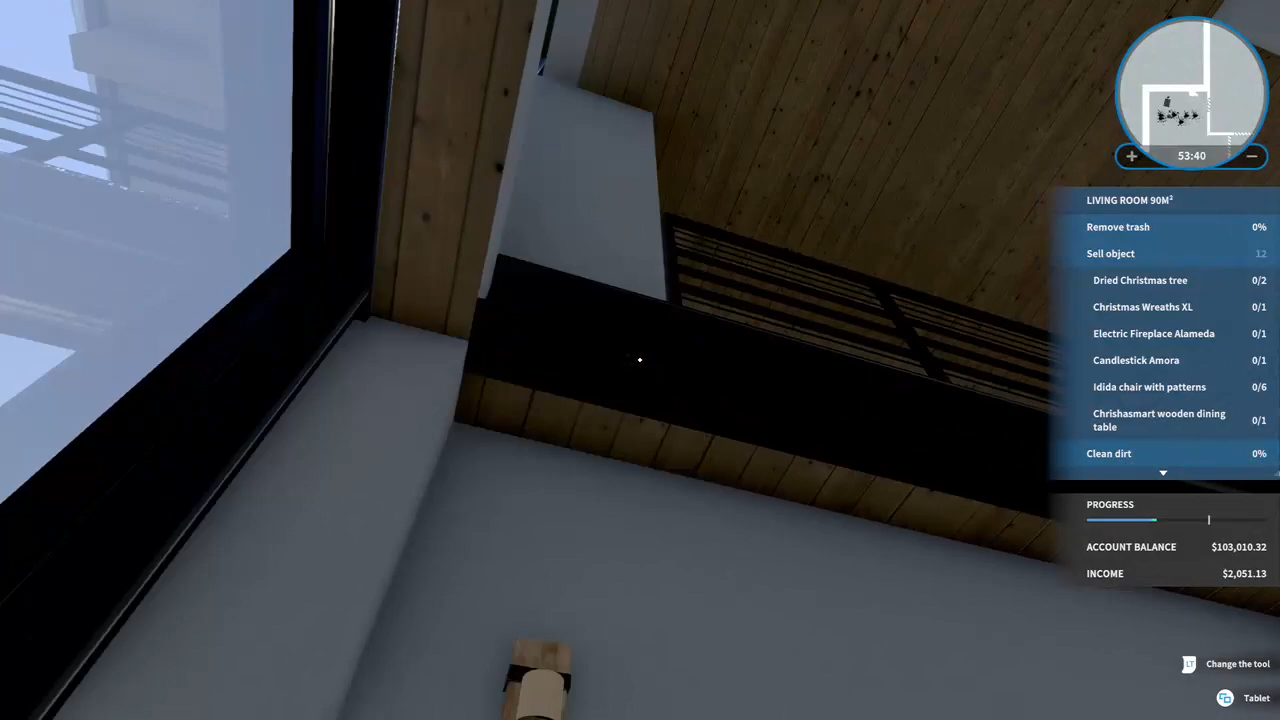 53:40
LIVING ROOM 90M²
Remove trash 0%
Sell object 12
Dried Christmas tree 0/2
Christmas Wreaths XL 0/1
Electric Fireplace Alameda 0/1
Candlestick Amora 0/1
Idida chair with patterns 0/6
Chrishasmart wooden dining
table 0/1
Clean dirt 0%
PROGRESS
ACCOUNT BALANCE $103,010.32
INCOME $2,051.13
LT Change the tool
Tablet